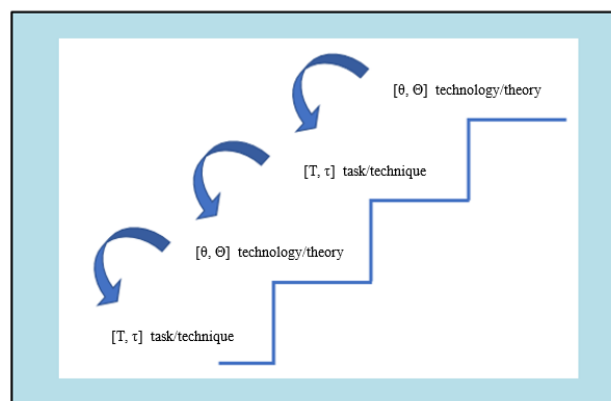 [θ, Θ] technology/theory
[T, τ] task/technique
[θ, Θ] technology/theory
[T, τ] task/technique